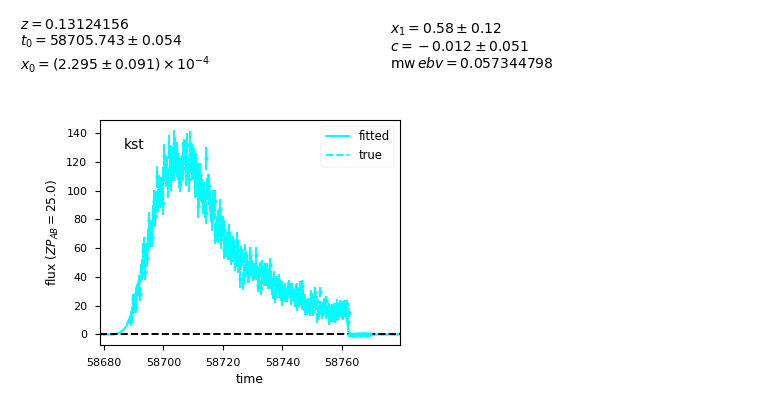 z = 0.13124156
t₀ = 58705.743 ± 0.054
x₀ = (2.295 ± 0.091) × 10⁻⁴
x₁ = 0.58 ± 0.12
c = −0.012 ± 0.051
mw ebv = 0.057344798
kst
fitted
true
flux (ZP_AB = 25.0)
140
120
100
80
60
40
20
0
58680 58700 58720 58740 58760
time